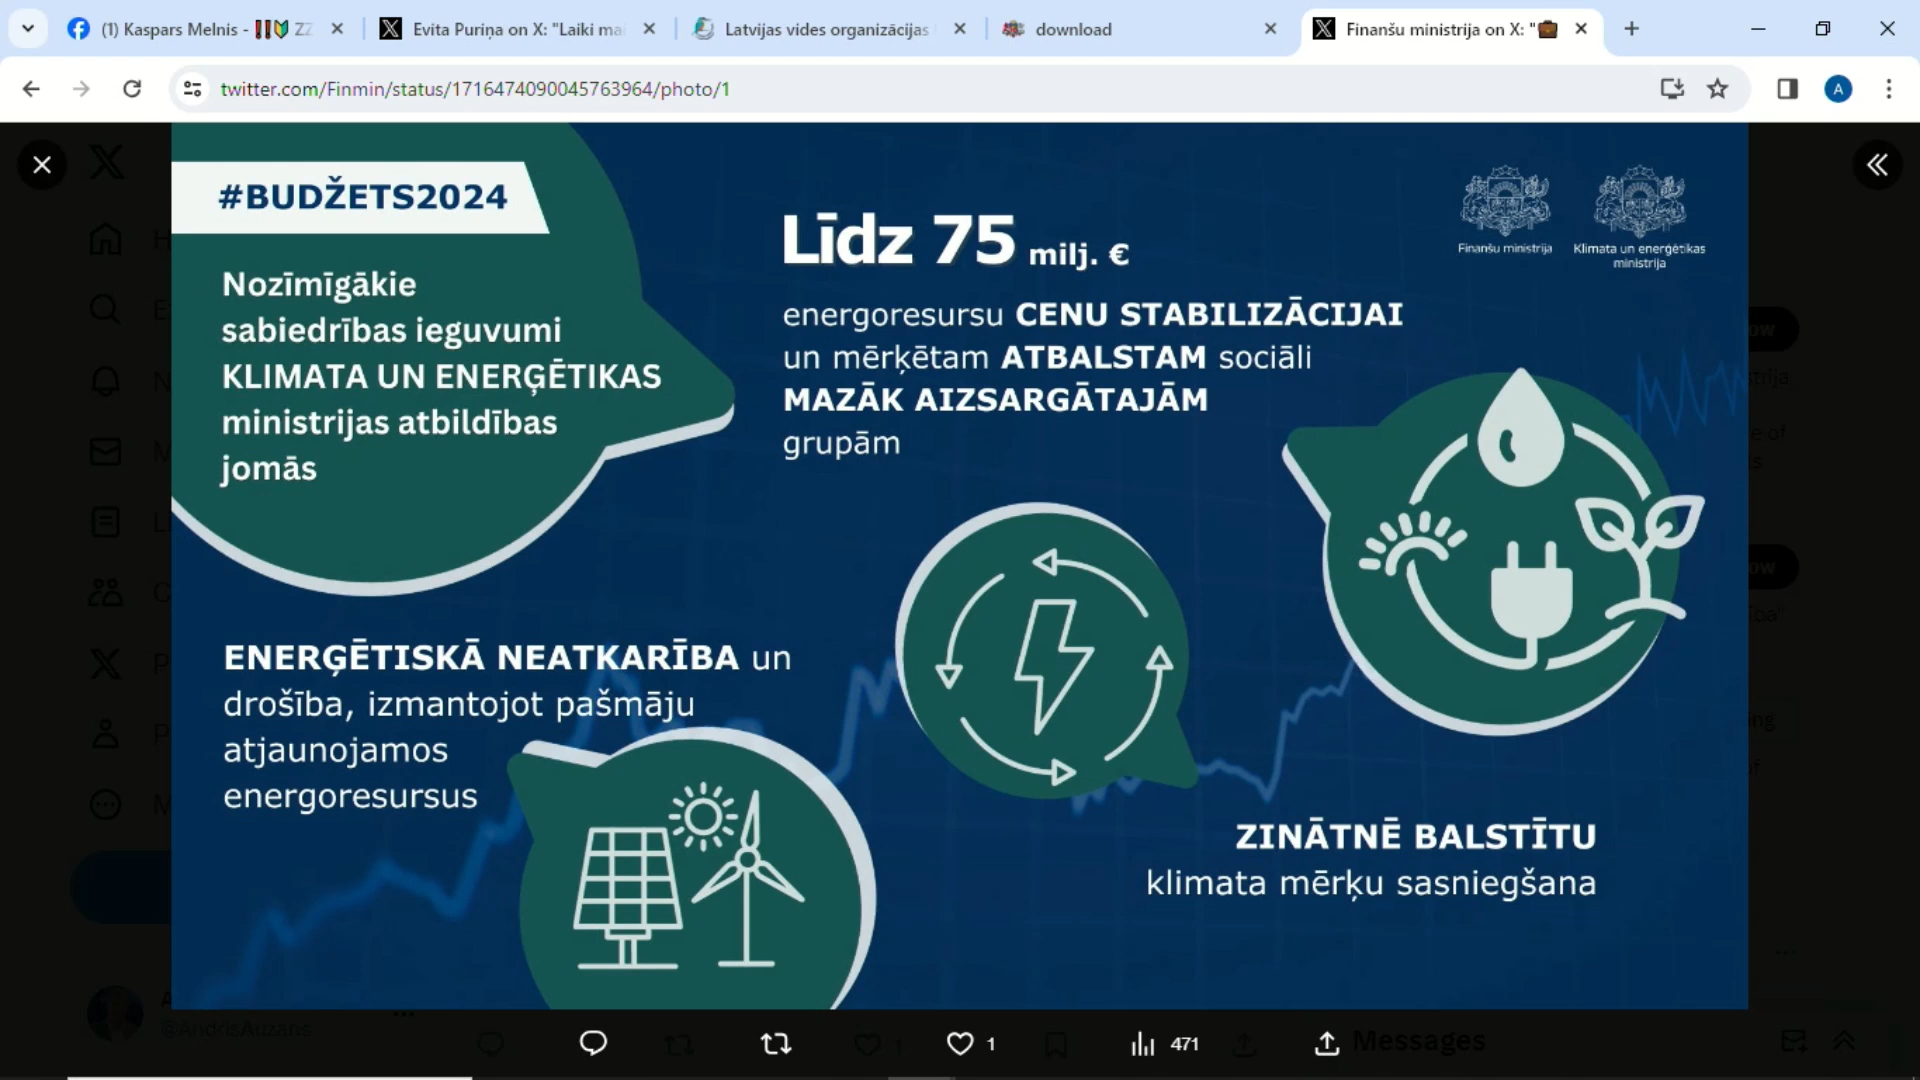 (1) Kaspars Melnis -
Evita Puriņa on X: "Laiki mai
Latvijas vides organizācijas
download
Finanšu ministrija on X: "
twitter.com/Finmin/status/1716474090045763964/photo/1
A
#BUDŽETS2024
Nozīmīgākie
sabiedrības ieguvumi
KLIMATA UN ENERĢĒTIKAS
ministrijas atbildības
jomās
Līdz 75 milj. €
energoresursu CENU STABILIZĀCIJAI
un mērķētam ATBALSTAM sociāli
MAZĀK AIZSARGĀTAJĀM
grupām
Finanšu ministrija
Klimata un enerģētikas
ministrija
ENERĢĒTISKĀ NEATKARĪBA un
drošība, izmantojot pašmāju
atjaunojamos
energoresursus
ZINĀTNĒ BALSTĪTU
klimata mērķu sasniegšana
@AndrisAuzans
1
471
Messages